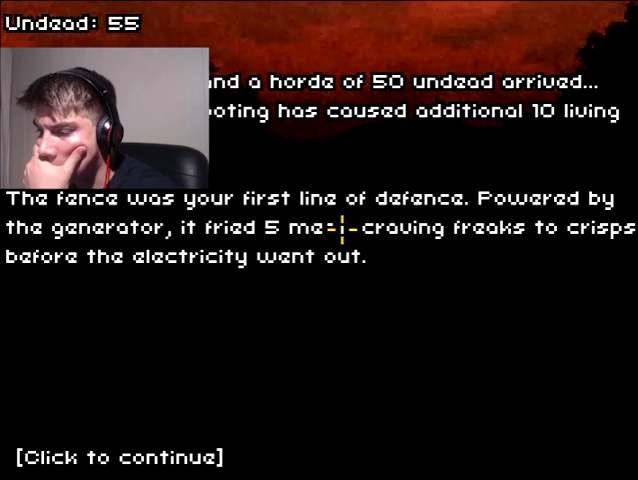 Undead: 55
and a horde of 50 undead arrived...
has caused additional 10 living
The fence was your first line of defence. Powered by
the generator, it fried 5 craving freaks to crisps
before the electricity went out.
[Click to continue]